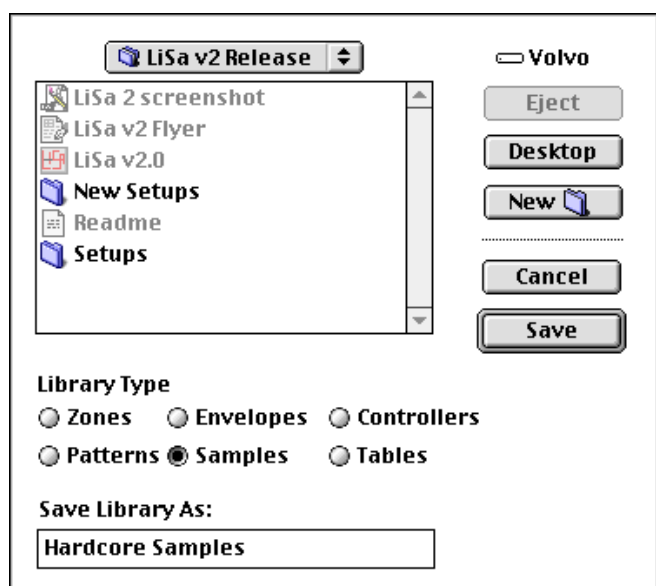 LiSa v2 Release
Volvo
LiSa 2 screenshot
LiSa v2 Flyer
LiSa v2.0
New Setups
Readme
Setups
Eject
Desktop
New
Cancel
Save
Library Type
Zones Envelopes Controllers
Patterns Samples Tables
Save Library As:
Hardcore Samples